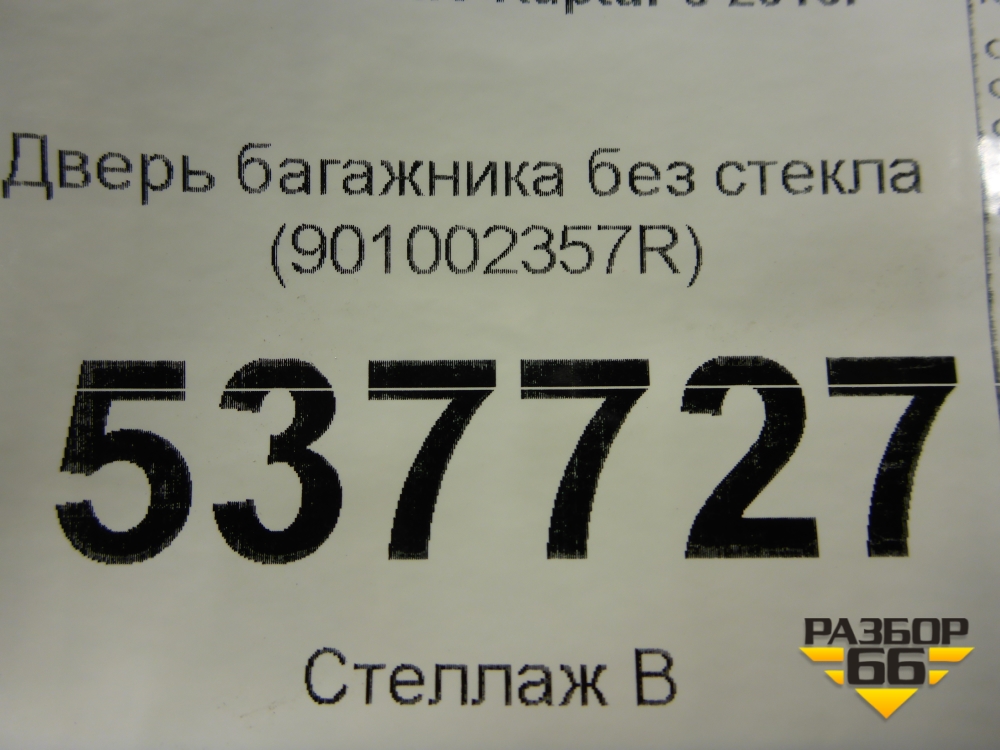 Дверь багажника без стекла
(901002357R)
537727
Стеллаж В
РАЗБОР
66